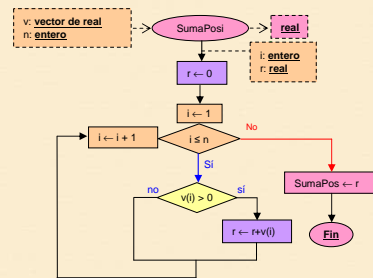 v: vector de real
n: entero
SumaPosi
real
i: entero
r: real
r ← 0
i ← 1
i ← i + 1
i ≤ n
No
Sí
SumaPos ← r
no
v(i) > 0
sí
r ← r+v(i)
Fin